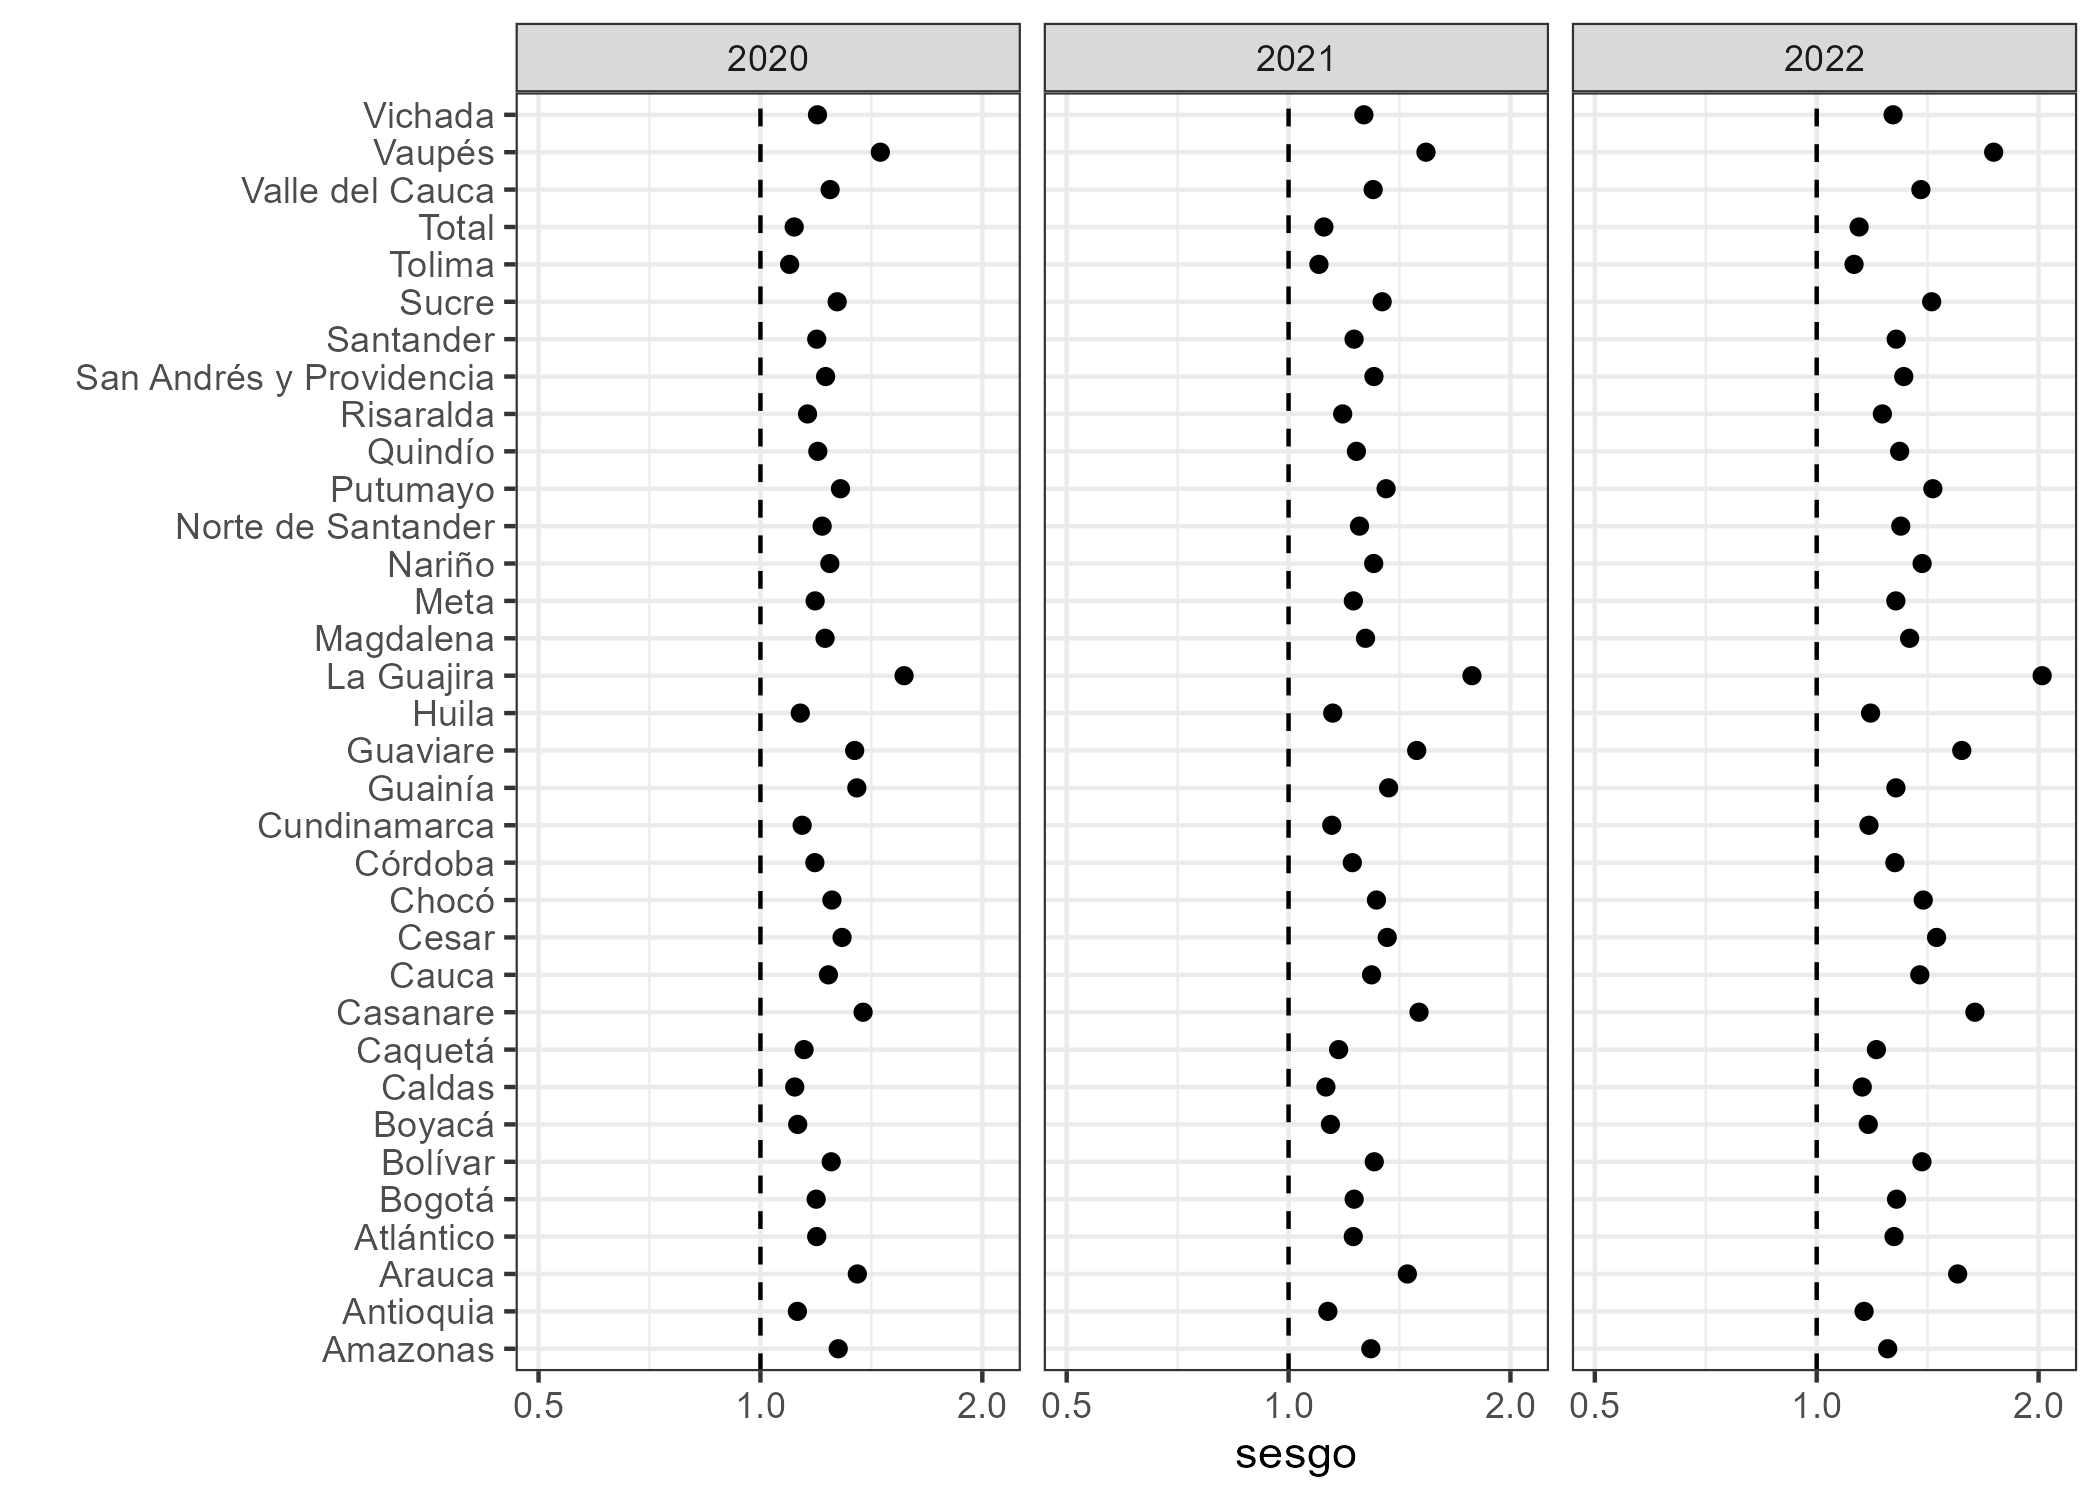 2020 2021 2022
Vichada
Vaupés
Valle del Cauca
Total
Tolima
Sucre
Santander
San Andrés y Providencia
Risaralda
Quindío
Putumayo
Norte de Santander
Nariño
Meta
Magdalena
La Guajira
Huila
Guaviare
Guainía
Cundinamarca
Córdoba
Chocó
Cesar
Cauca
Casanare
Caquetá
Caldas
Boyacá
Bolívar
Bogotá
Atlántico
Arauca
Antioquia
Amazonas
0.5 1.0 2.0 0.5 1.0 2.0 0.5 1.0 2.0
sesgo